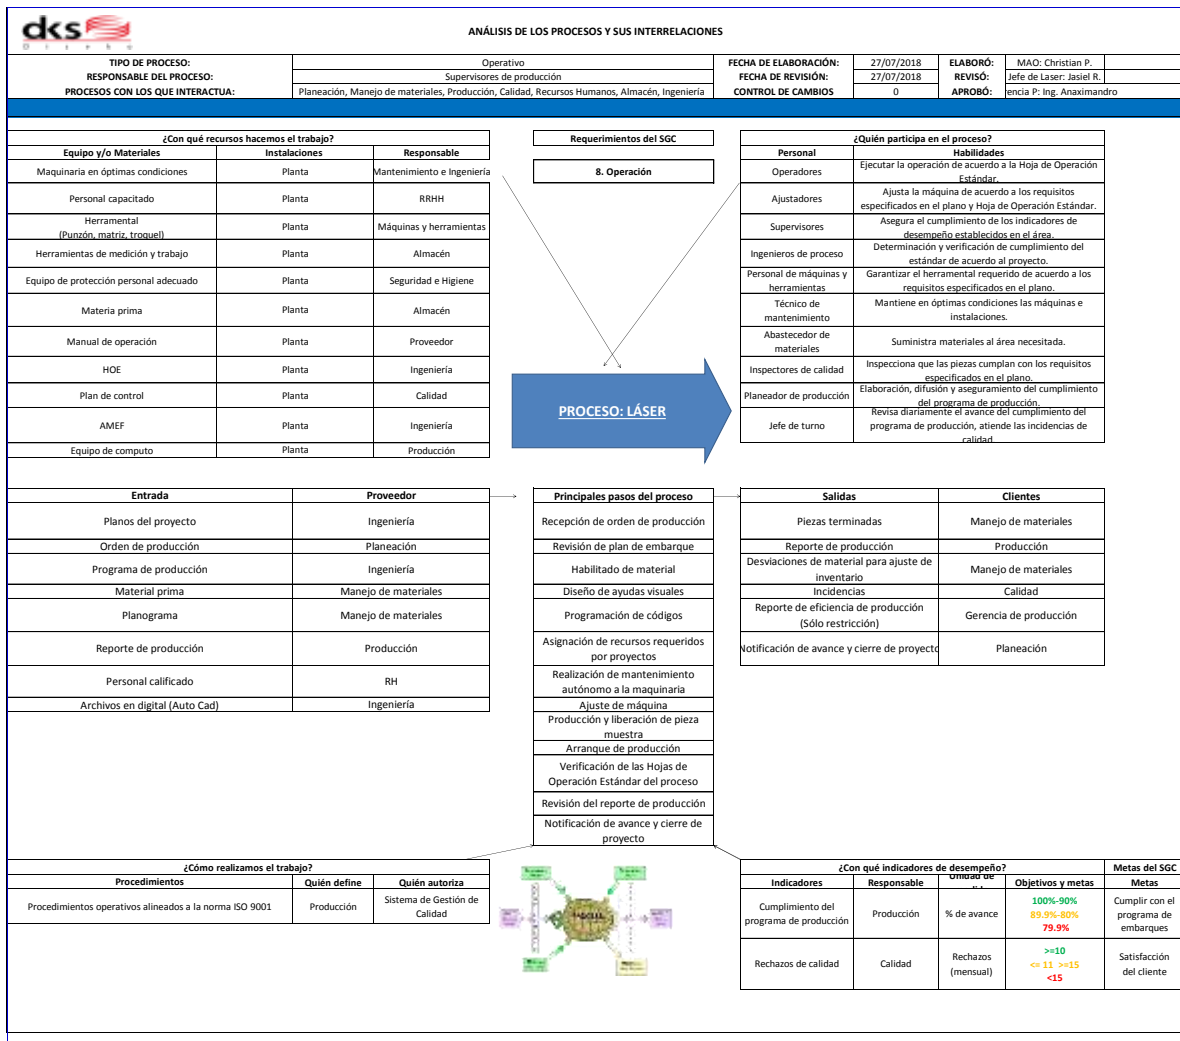 dks
Diseño
ANÁLISIS DE LOS PROCESOS Y SUS INTERRELACIONES
TIPO DE PROCESO: Operativo FECHA DE ELABORACIÓN: 27/07/2018 ELABORÓ: MAO: Christian P.
RESPONSABLE DEL PROCESO: Supervisores de producción FECHA DE REVISIÓN: 27/07/2018 REVISÓ: Jefe de Laser: Jasiel R.
PROCESOS CON LOS QUE INTERACTUA: Planeación, Manejo de materiales, Producción, Calidad, Recursos Humanos, Almacén, Ingeniería CONTROL DE CAMBIOS 0 APROBÓ: encia P: Ing. Anaximandro
¿Con qué recursos hacemos el trabajo?
Equipo y/o Materiales Instalaciones Responsable
Maquinaria en óptimas condiciones Planta Mantenimiento e Ingeniería
Personal capacitado Planta RRHH
Herramental
(Punzón, matriz, troquel) Planta Máquinas y herramientas
Herramientas de medición y trabajo Planta Almacén
Equipo de protección personal adecuado Planta Seguridad e Higiene
Materia prima Planta Almacén
Manual de operación Planta Proveedor
HOE Planta Ingeniería
Plan de control Planta Calidad
AMEF Planta Ingeniería
Equipo de computo Planta Producción
Requerimientos del SGC
8. Operación
PROCESO: LÁSER
¿Quién participa en el proceso?
Personal Habilidades
Operadores Ejecutar la operación de acuerdo a la Hoja de Operación
Estándar.
Ajustadores Ajusta la máquina de acuerdo a los requisitos
especificados en el plano y Hoja de Operación Estándar.
Supervisores Asegura el cumplimiento de los indicadores de
desempeño establecidos en el área.
Ingenieros de proceso Determinación y verificación de cumplimiento del
estándar de acuerdo al proyecto.
Personal de máquinas y Garantizar el herramental requerido de acuerdo a los
herramientas requisitos especificados en el plano.
Técnico de Mantiene en óptimas condiciones las máquinas e
mantenimiento instalaciones.
Abastecedor de
materiales Suministra materiales al área necesitada.
Inspectores de calidad Inspecciona que las piezas cumplan con los requisitos
especificados en el plano.
Planeador de producción Elaboración, difusión y aseguramiento del cumplimiento
del programa de producción.
Jefe de turno Revisa diariamente el avance del cumplimiento del
programa de producción, atiende las incidencias de
calidad.
Entrada Proveedor
Planos del proyecto Ingeniería
Orden de producción Planeación
Programa de producción Ingeniería
Material prima Manejo de materiales
Planograma Manejo de materiales
Reporte de producción Producción
Personal calificado RH
Archivos en digital (Auto Cad) Ingeniería
Principales pasos del proceso
Recepción de orden de producción
Revisión de plan de embarque
Habilitado de material
Diseño de ayudas visuales
Programación de códigos
Asignación de recursos requeridos
por proyectos
Realización de mantenimiento
autónomo a la maquinaria
Ajuste de máquina
Producción y liberación de pieza
muestra
Arranque de producción
Verificación de las Hojas de
Operación Estándar del proceso
Revisión del reporte de producción
Notificación de avance y cierre de
proyecto
Salidas Clientes
Piezas terminadas Manejo de materiales
Reporte de producción Producción
Desviaciones de material para ajuste de
inventario Manejo de materiales
Incidencias Calidad
Reporte de eficiencia de producción
(Sólo restricción) Gerencia de producción
Notificación de avance y cierre de proyecto Planeación
¿Cómo realizamos el trabajo?
Procedimientos Quién define Quién autoriza
Procedimientos operativos alineados a la norma ISO 9001 Producción Sistema de Gestión de
Calidad
¿Con qué indicadores de desempeño? Metas del SGC
Indicadores Responsable Unidad de Objetivos y metas Metas
Cumplimiento del
programa de producción Producción % de avance 100%-90%
89.9%-80%
79.9%
Cumplir con el
programa de
embarques
Rechazos de calidad Calidad Rechazos
(mensual) >=10
<= 11 >=15
<15
Satisfacción
del cliente